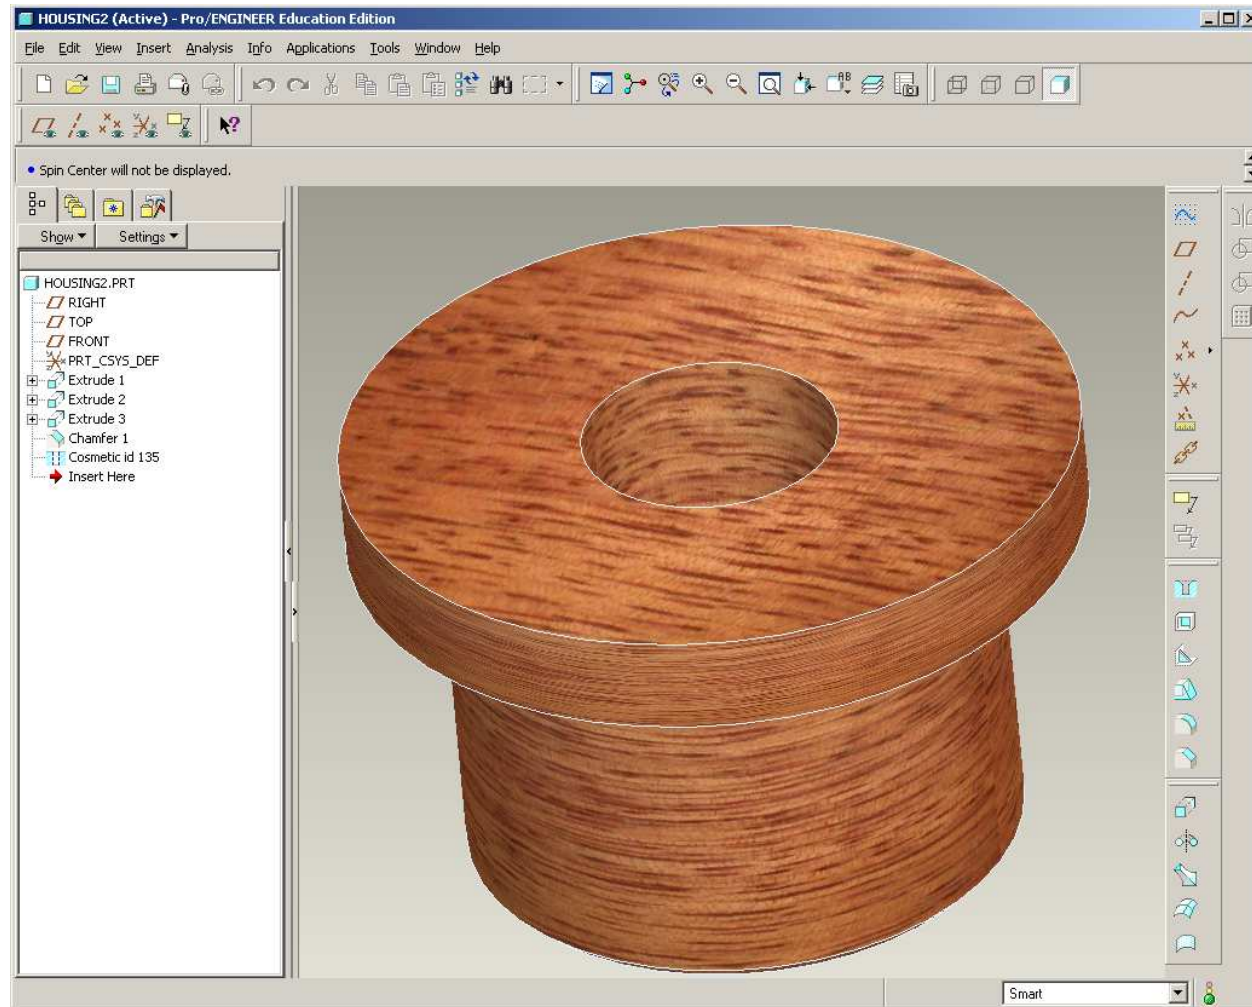 HOUSING2 (Active) - Pro/ENGINEER Education Edition
File Edit View Insert Analysis Info Applications Tools Window Help
AB
• Spin Center will not be displayed.
Show Settings
HOUSING2.PRT
RIGHT
TOP
FRONT
PRT_CSYS_DEF
Extrude 1
Extrude 2
Extrude 3
Chamfer 1
Cosmetic id 135
Insert Here
Smart